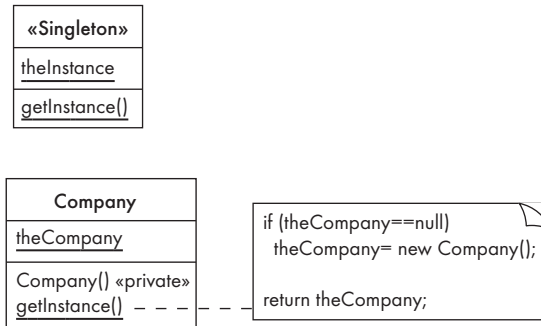 «Singleton»
theInstance
getInstance()
Company
theCompany
Company() «private»
getInstance()
if (theCompany==null)
theCompany= new Company();
return theCompany;